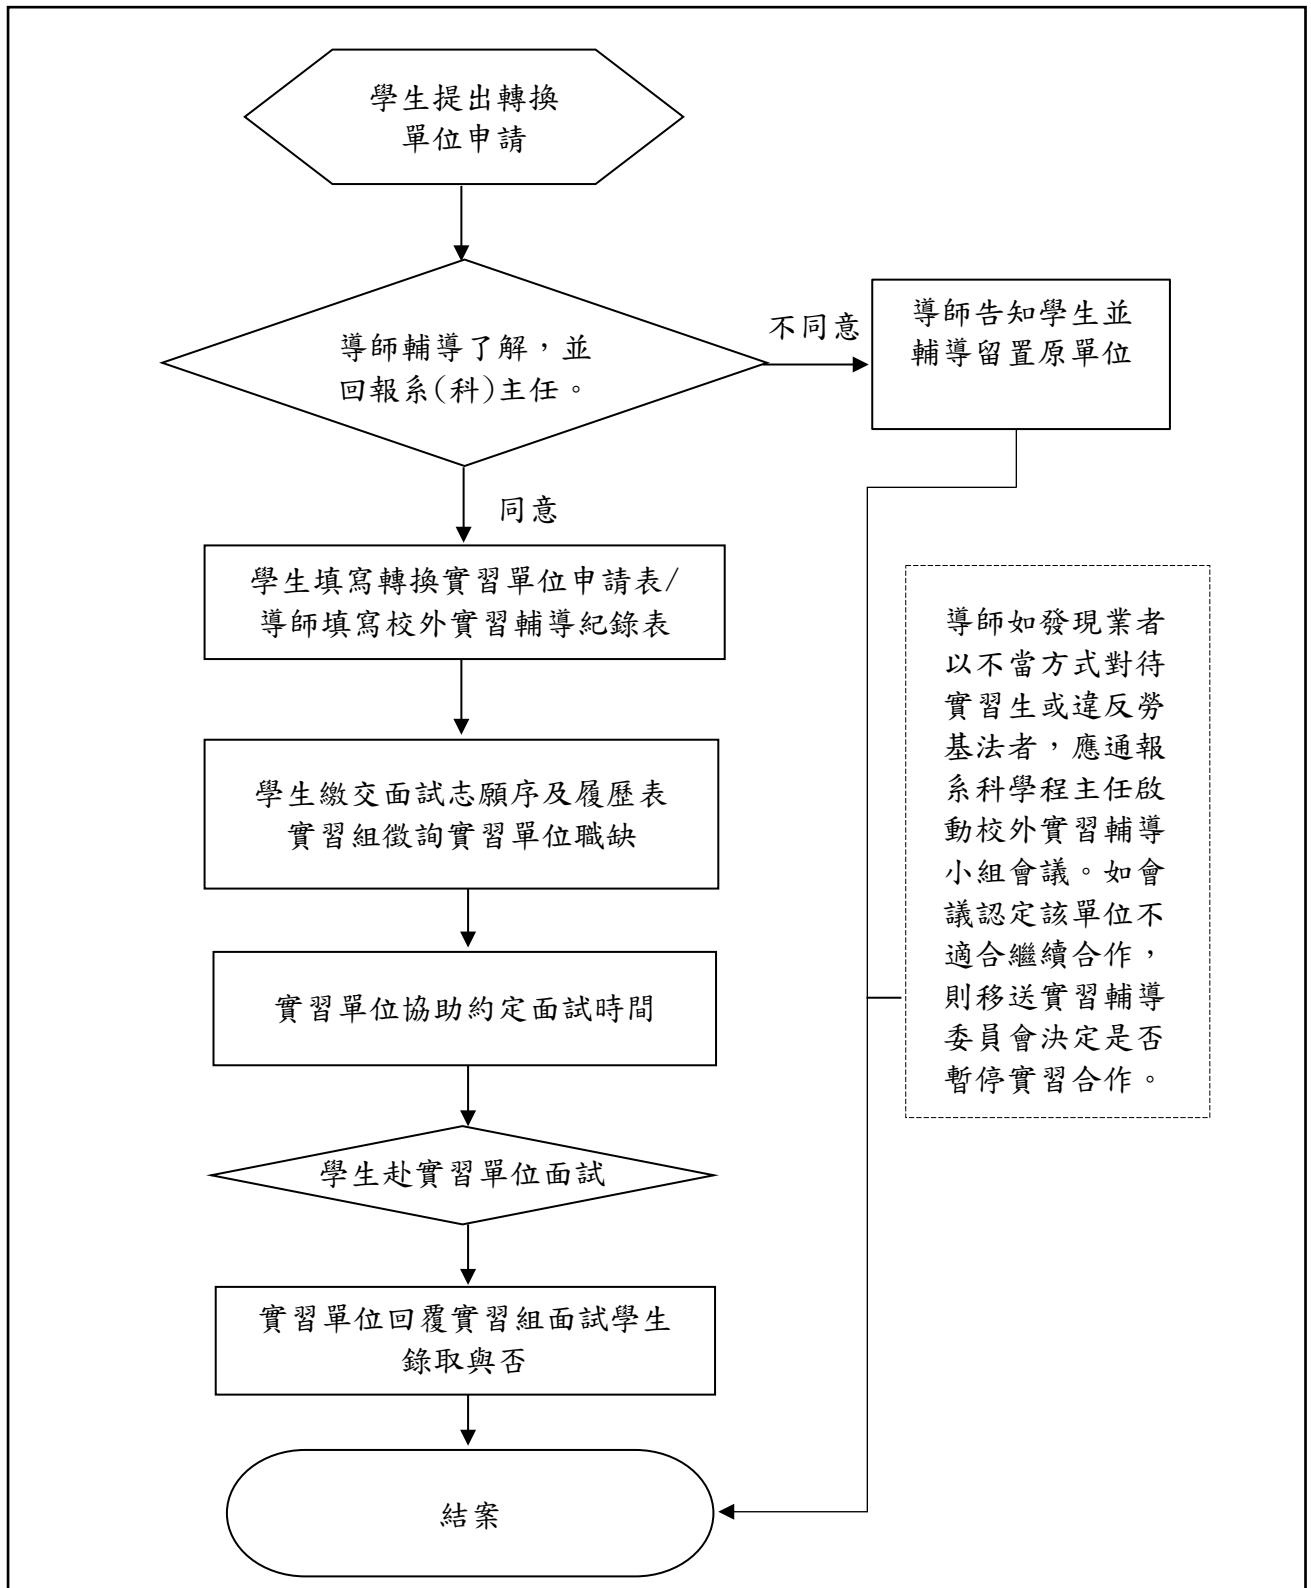 學生提出轉換
單位申請
導師輔導了解，並
回報系(科)主任。
不同意
導師告知學生並
輔導留置原單位
同意
學生填寫轉換實習單位申請表/
導師填寫校外實習輔導紀錄表
學生繳交面試志願序及履歷表
實習組徵詢實習單位職缺
導師如發現業者
以不當方式對待
實習生或違反勞
基法者，應通報
系科學程主任啟
動校外實習輔導
小組會議。如會
議認定該單位不
適合繼續合作，
則移送實習輔導
委員會決定是否
暫停實習合作。
實習單位協助約定面試時間
學生赴實習單位面試
實習單位回覆實習組面試學生
錄取與否
結案